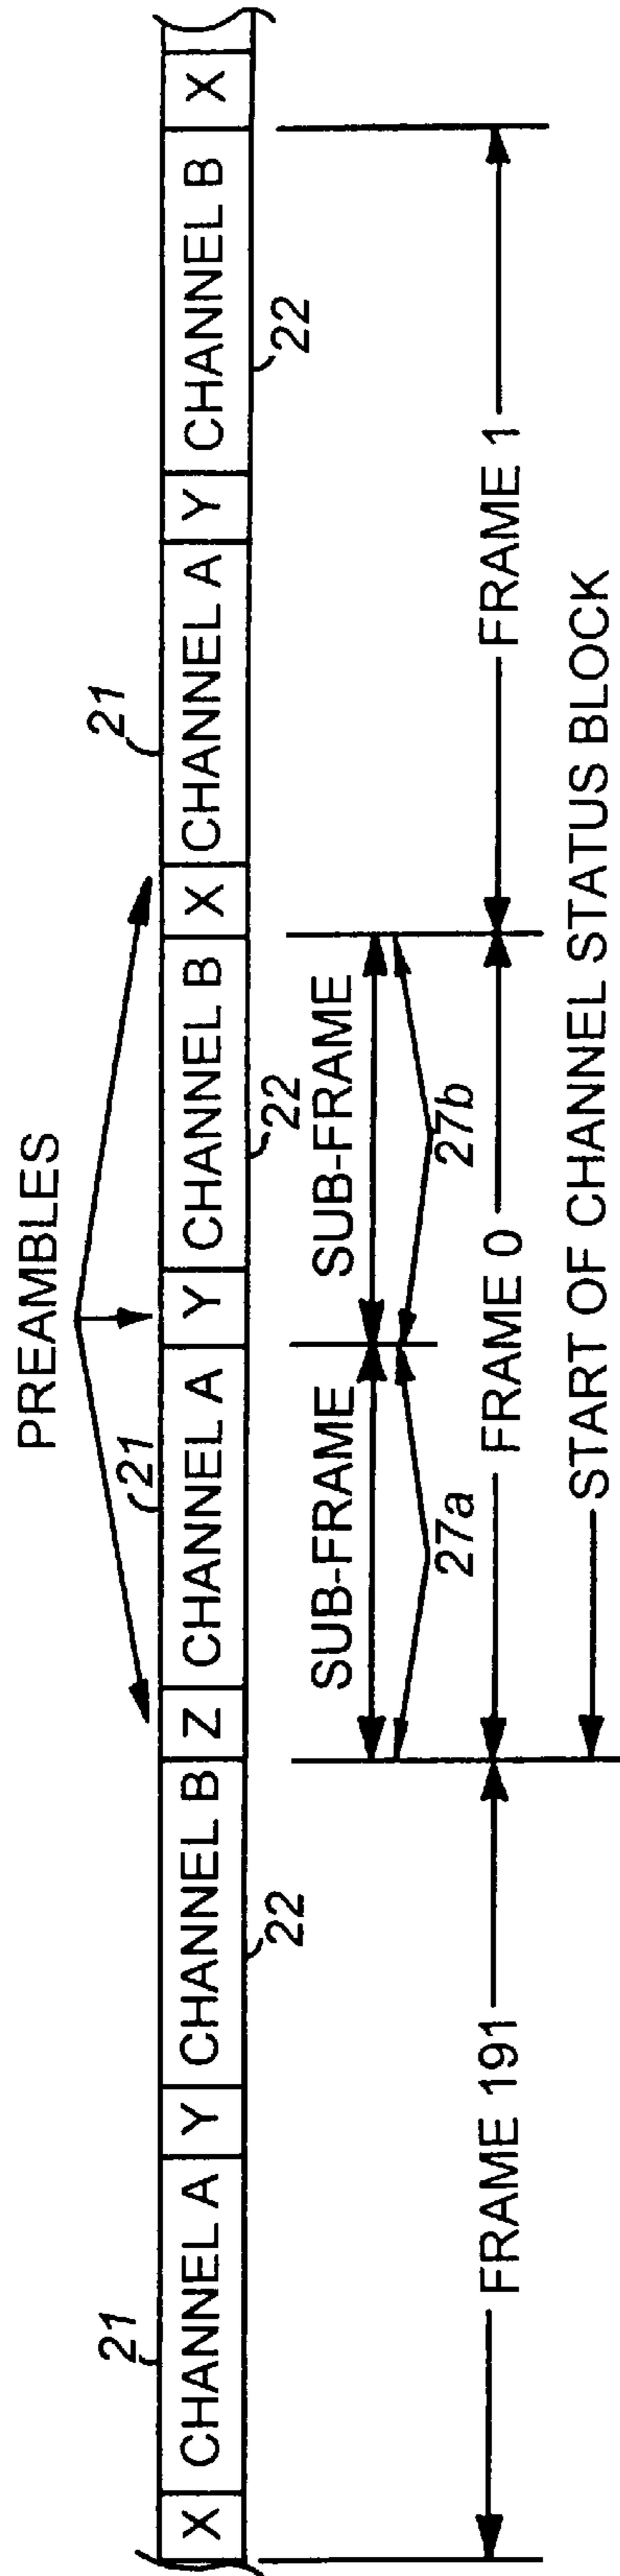 PREAMBLES
21 21 21
X CHANNEL A Y CHANNEL B Z CHANNEL A Y CHANNEL B X CHANNEL A Y CHANNEL B X
22 22 22
SUB-FRAME SUB-FRAME
27a 27b
FRAME 191 FRAME 0 FRAME 1
START OF CHANNEL STATUS BLOCK